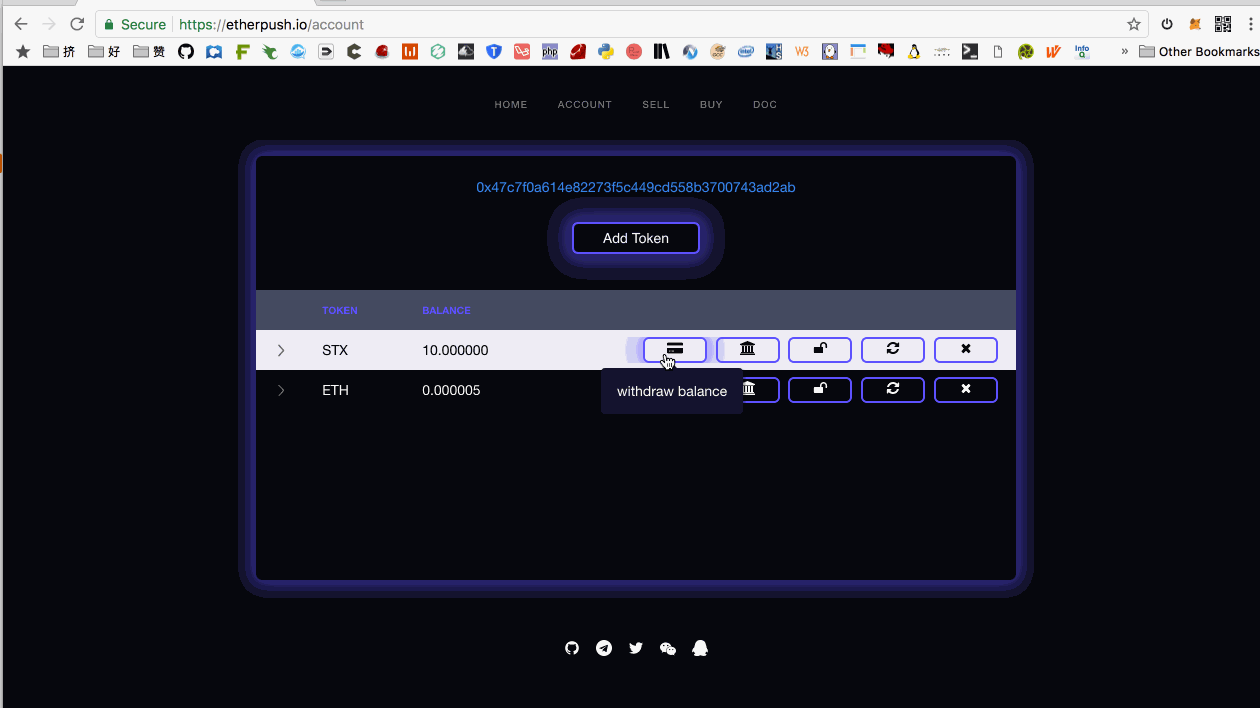 Secure https://etherpush.io/account
挤 好 赞 php W3 Info Q » Other Bookmarks
HOME ACCOUNT SELL BUY DOC
0x47c7f0a614e82273f5c449cd558b3700743ad2ab
Add Token
TOKEN BALANCE
STX 10.000000
ETH 0.000005
withdraw balance